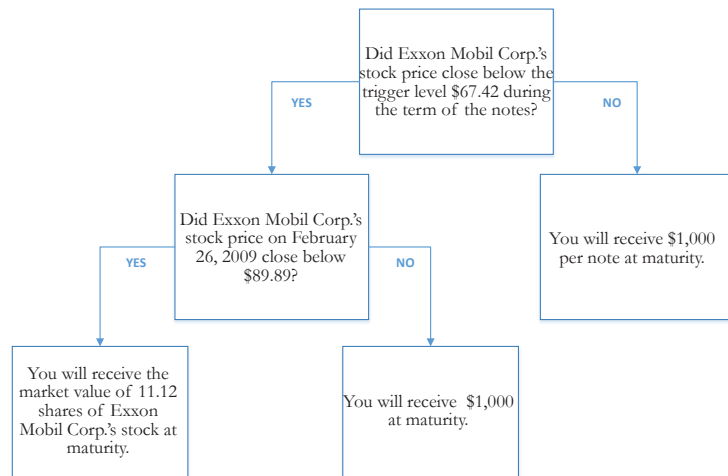 Did Exxon Mobil Corp.'s
stock price close below the
trigger level $67.42 during
the term of the notes?
YES
NO
Did Exxon Mobil Corp.'s
stock price on February
26, 2009 close below
$89.89?
You will receive $1,000
per note at maturity.
YES
NO
You will receive the
market value of 11.12
shares of Exxon
Mobil Corp.'s stock at
maturity.
You will receive $1,000
at maturity.